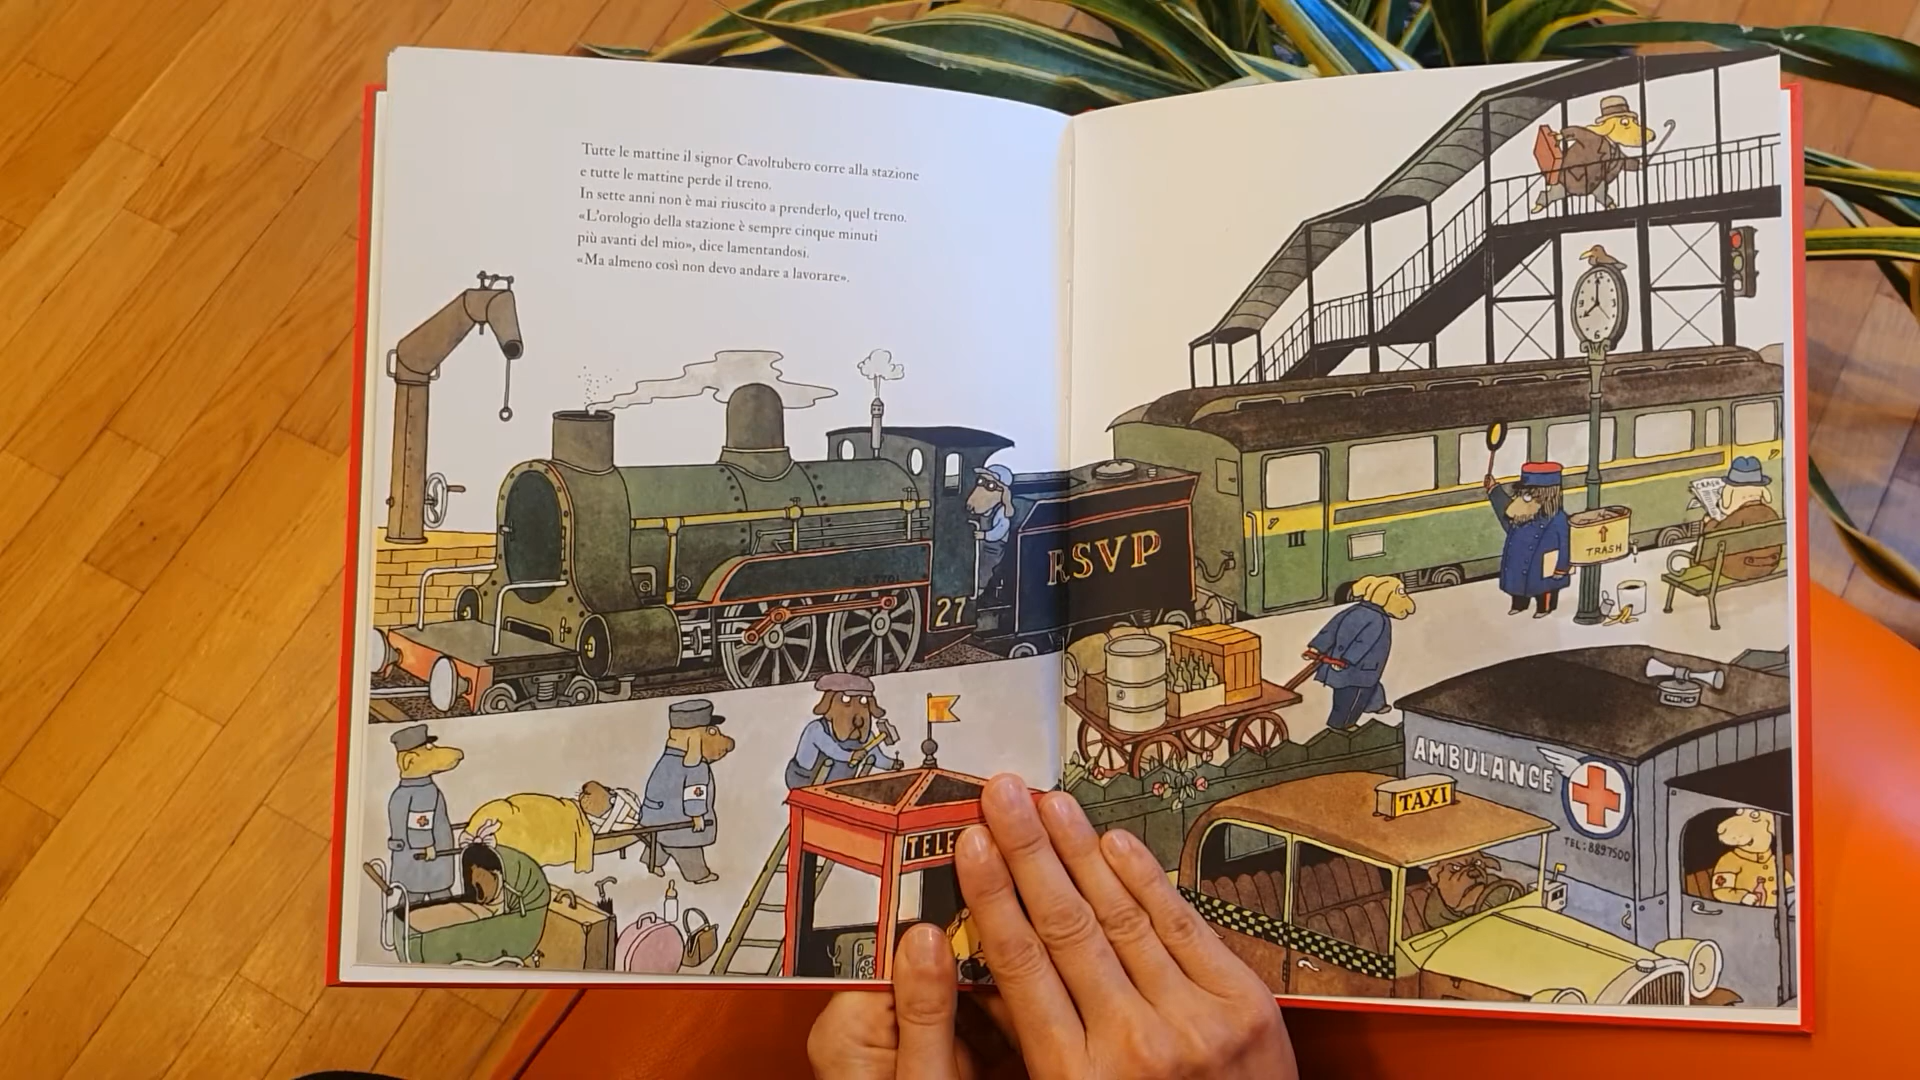 Tutte le mattine il signor Cavoltubero corre alla stazione
e tutte le mattine perde il treno.
In sette anni non è mai riuscito a prenderlo, quel treno.
«L'orologio della stazione è sempre cinque minuti
più avanti del mio», dice lamentandosi.
«Ma almeno così non devo andare a lavorare».
RSVP
27
TRASH
AMBULANCE
TEL: 8897500
TAXI
TELE